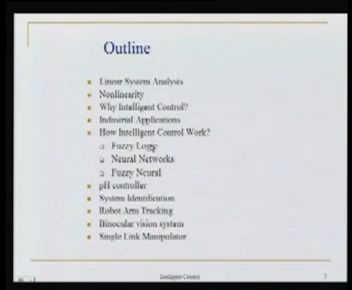 Outline
Linear System Analysis
Nonlinearity
Why Intelligent Control?
Industrial Applications
How Intelligent Control Work?
Fuzzy Logic
Neural Networks
Fuzzy Neural
pH controller
System Identification
Robot Arm Tracking
Binocular vision system
Single Link Manipulator
Intelligent Control